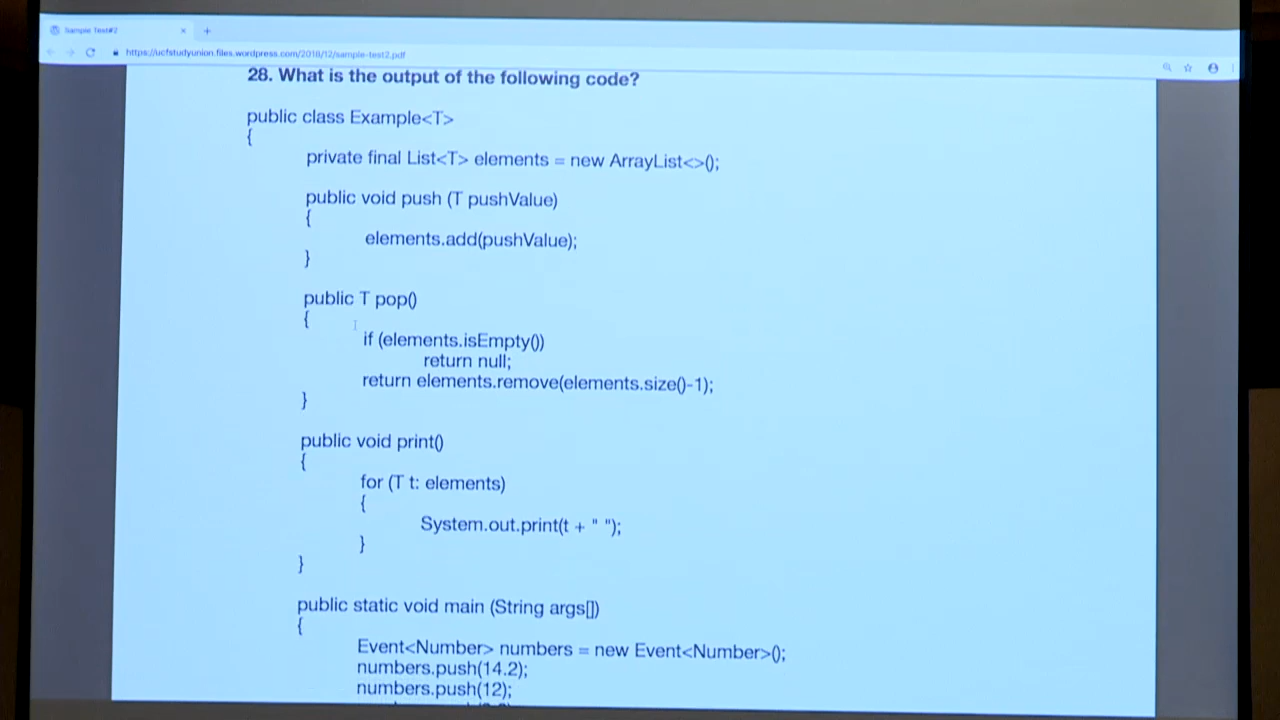 Sample Test#2
https://ucfstudyunion.files.wordpress.com/2018/12/sample-test2.pdf
28. What is the output of the following code?
public class Example<T>
{
private final List<T> elements = new ArrayList<>();
public void push (T pushValue)
{
elements.add(pushValue);
}
public T pop()
{
if (elements.isEmpty())
return null;
return elements.remove(elements.size()-1);
}
public void print()
{
for (T t: elements)
{
System.out.print(t + " ");
}
}
public static void main (String args[])
{
Event<Number> numbers = new Event<Number>();
numbers.push(14.2);
numbers.push(12);